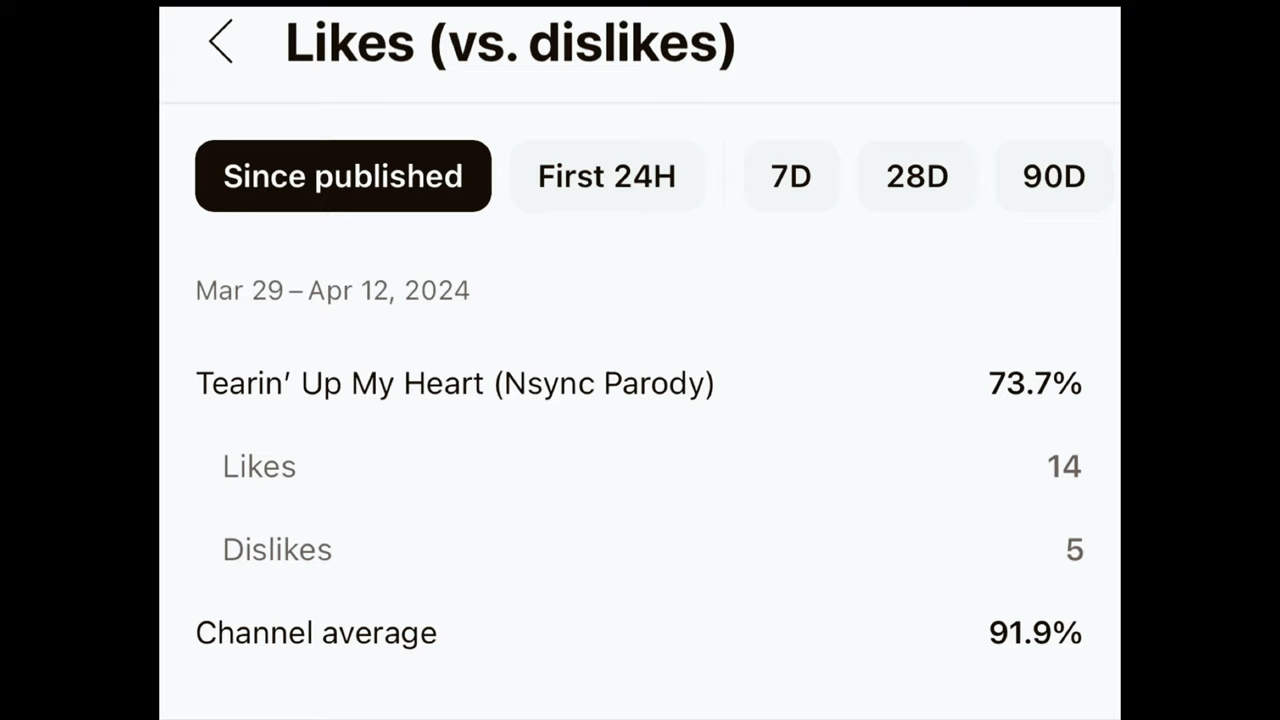 Likes (vs. dislikes)
Since published First 24H 7D 28D 90D
Mar 29 – Apr 12, 2024
Tearin’ Up My Heart (Nsync Parody) 73.7%
Likes 14
Dislikes 5
Channel average 91.9%